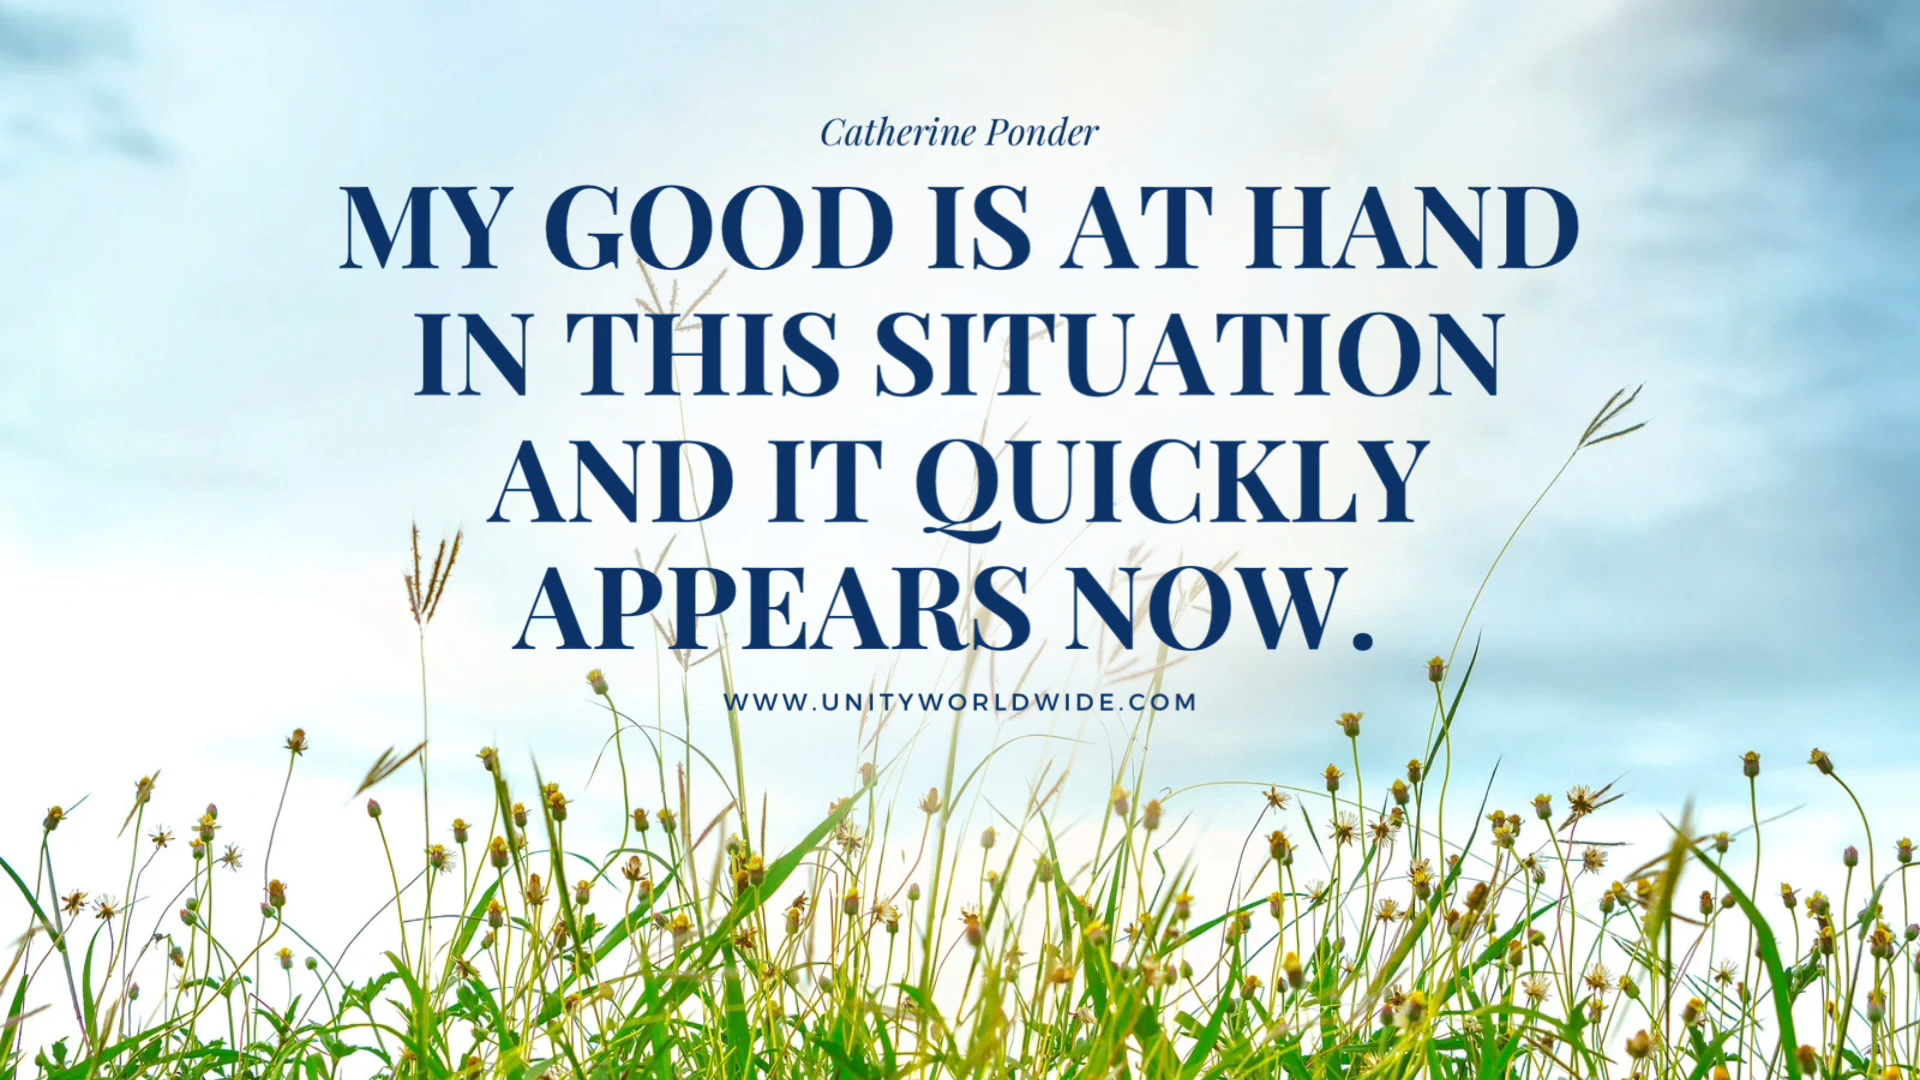 Catherine Ponder
MY GOOD IS AT HAND
IN THIS SITUATION
AND IT QUICKLY
APPEARS NOW.
WWW.UNITYWORLDWIDE.COM